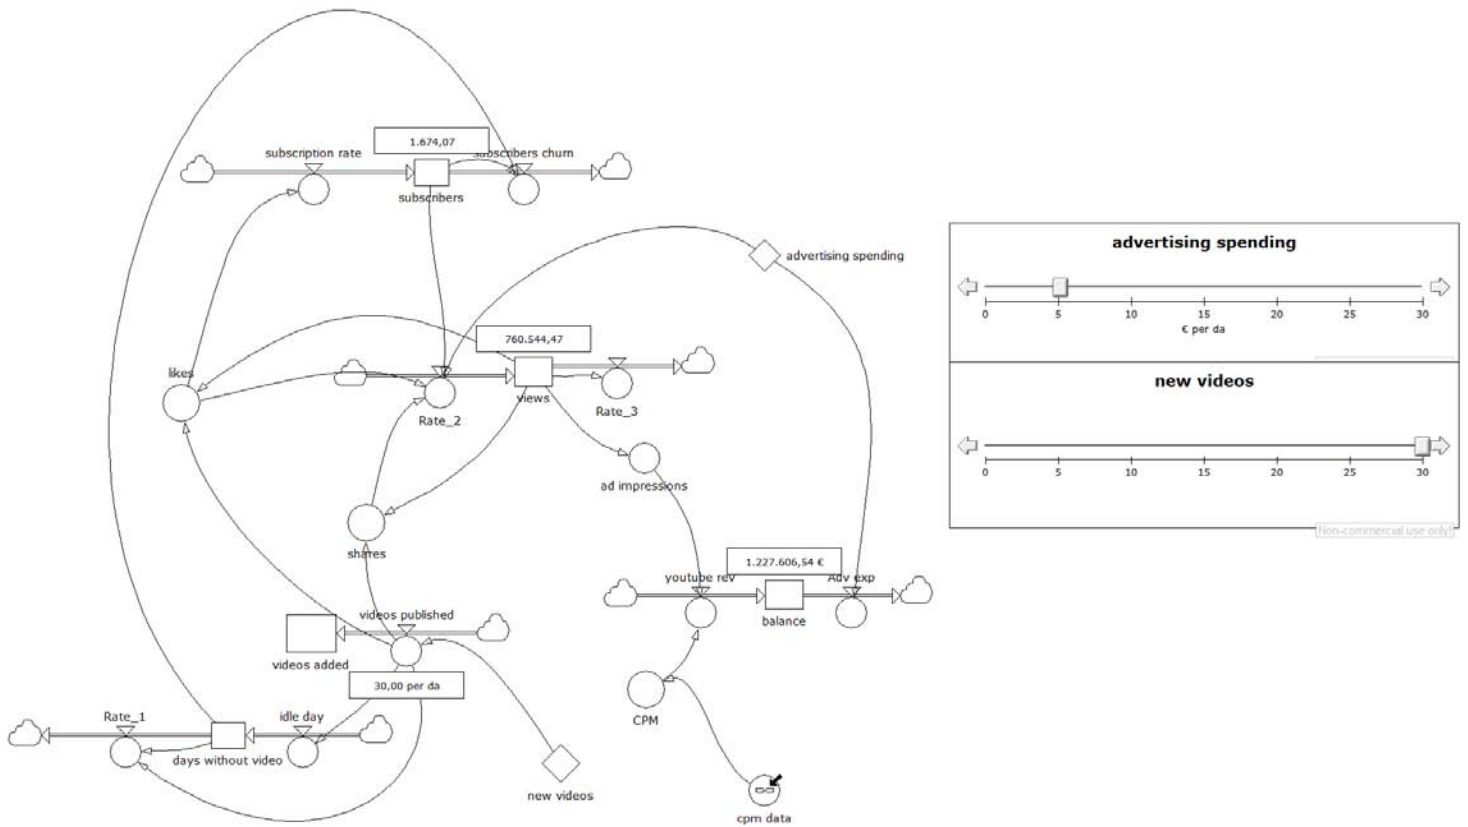 1.674,07
subscription rate
subscribers churn
subscribers
advertising spending
advertising spending
0 5 10 15 20 25 30
€ per da
760.544,47
likes
views
Rate_2
Rate_3
new videos
0 5 10 15 20 25 30
ad impressions
Non-commercial use only!
shares
1.227.606,54 €
youtube rev
Adv exp
balance
videos published
videos added
30,00 per da
Rate_1
idle day
CPM
days without video
new videos
cpm data